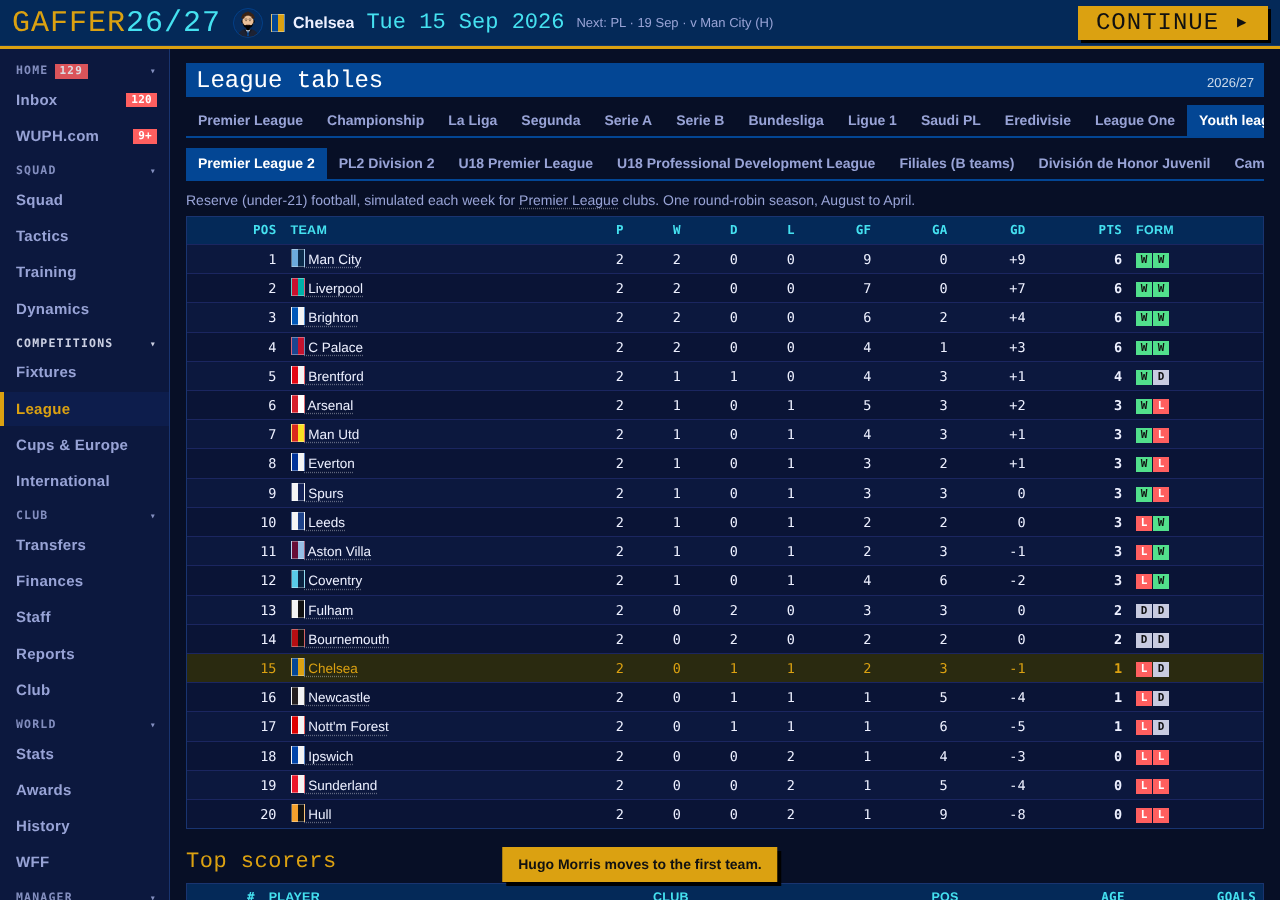 GAFFER26/27 Chelsea Tue 15 Sep 2026 Next: PL · 19 Sep · v Man City (H) CONTINUE ►
HOME 129 ▾
Inbox 120
WUPH.com 9+
SQUAD ▾
Squad
Tactics
Training
Dynamics
COMPETITIONS ▾
Fixtures
League
Cups & Europe
International
CLUB ▾
Transfers
Finances
Staff
Reports
Club
WORLD ▾
Stats
Awards
History
WFF
MANAGER ▾
League tables 2026/27
Premier League Championship La Liga Segunda Serie A Serie B Bundesliga Ligue 1 Saudi PL Eredivisie League One Youth leag
Premier League 2 PL2 Division 2 U18 Premier League U18 Professional Development League Filiales (B teams) División de Honor Juvenil Cam
Reserve (under-21) football, simulated each week for Premier League clubs. One round-robin season, August to April.
POS TEAM P W D L GF GA GD PTS FORM
1 Man City 2 2 0 0 9 0 +9 6 W W
2 Liverpool 2 2 0 0 7 0 +7 6 W W
3 Brighton 2 2 0 0 6 2 +4 6 W W
4 C Palace 2 2 0 0 4 1 +3 6 W W
5 Brentford 2 1 1 0 4 3 +1 4 W D
6 Arsenal 2 1 0 1 5 3 +2 3 W L
7 Man Utd 2 1 0 1 4 3 +1 3 W L
8 Everton 2 1 0 1 3 2 +1 3 W L
9 Spurs 2 1 0 1 3 3 0 3 W L
10 Leeds 2 1 0 1 2 2 0 3 L W
11 Aston Villa 2 1 0 1 2 3 -1 3 L W
12 Coventry 2 1 0 1 4 6 -2 3 L W
13 Fulham 2 0 2 0 3 3 0 2 D D
14 Bournemouth 2 0 2 0 2 2 0 2 D D
15 Chelsea 2 0 1 1 2 3 -1 1 L D
16 Newcastle 2 0 1 1 1 5 -4 1 L D
17 Nott'm Forest 2 0 1 1 1 6 -5 1 L D
18 Ipswich 2 0 0 2 1 4 -3 0 L L
19 Sunderland 2 0 0 2 1 5 -4 0 L L
20 Hull 2 0 0 2 1 9 -8 0 L L
Top scorers
Hugo Morris moves to the first team.
# PLAYER CLUB POS AGE GOALS